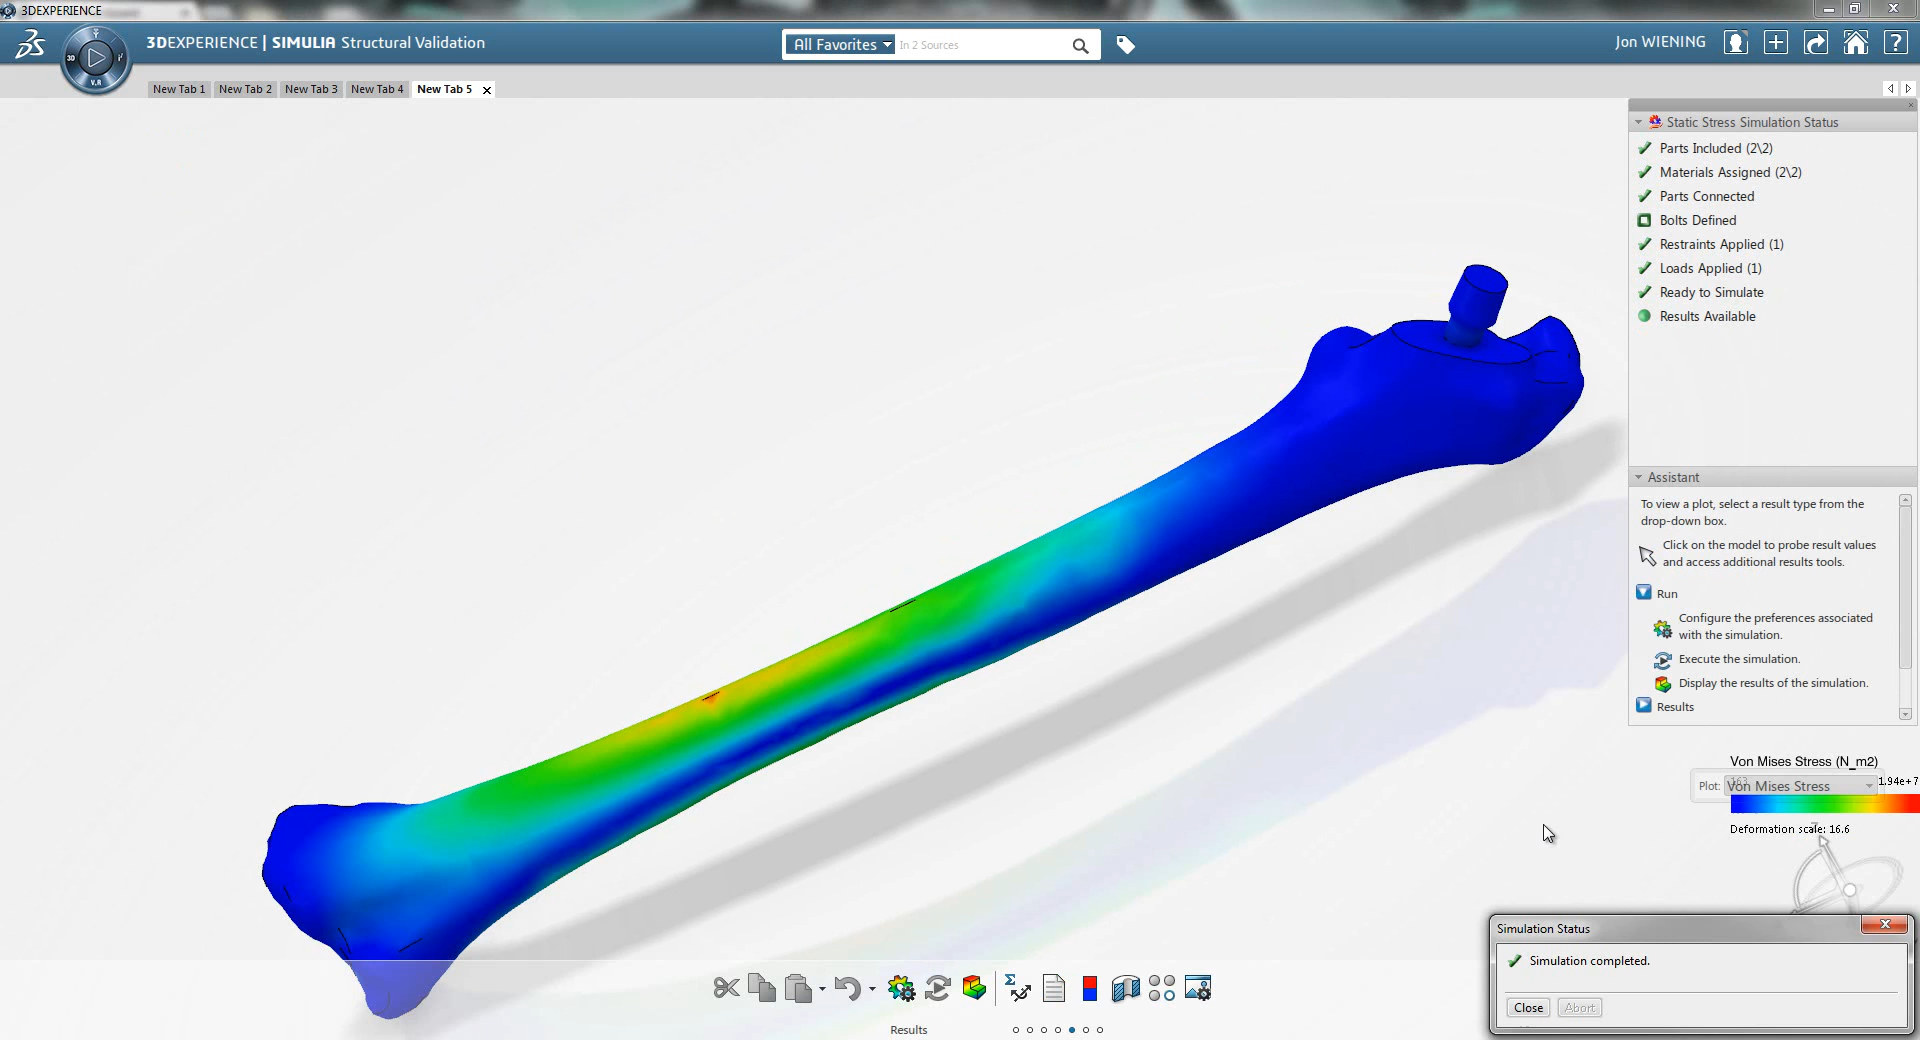 3DEXPERIENCE
3DEXPERIENCE | SIMULIA Structural Validation
All Favorites
In 2 Sources
Jon WIENING
3D
V.R
New Tab 1
New Tab 2
New Tab 3
New Tab 4
New Tab 5
Static Stress Simulation Status
Parts Included (2\2)
Materials Assigned (2\2)
Parts Connected
Bolts Defined
Restraints Applied (1)
Loads Applied (1)
Ready to Simulate
Results Available
Assistant
To view a plot, select a result type from the
drop-down box.
Click on the model to probe result values
and access additional results tools.
Run
Configure the preferences associated
with the simulation.
Execute the simulation.
Display the results of the simulation.
Results
Von Mises Stress (N_m2)
163
1.94e+7
Plot: Von Mises Stress
Deformation scale: 16.6
Simulation Status
Simulation completed.
Close
Abort
Results